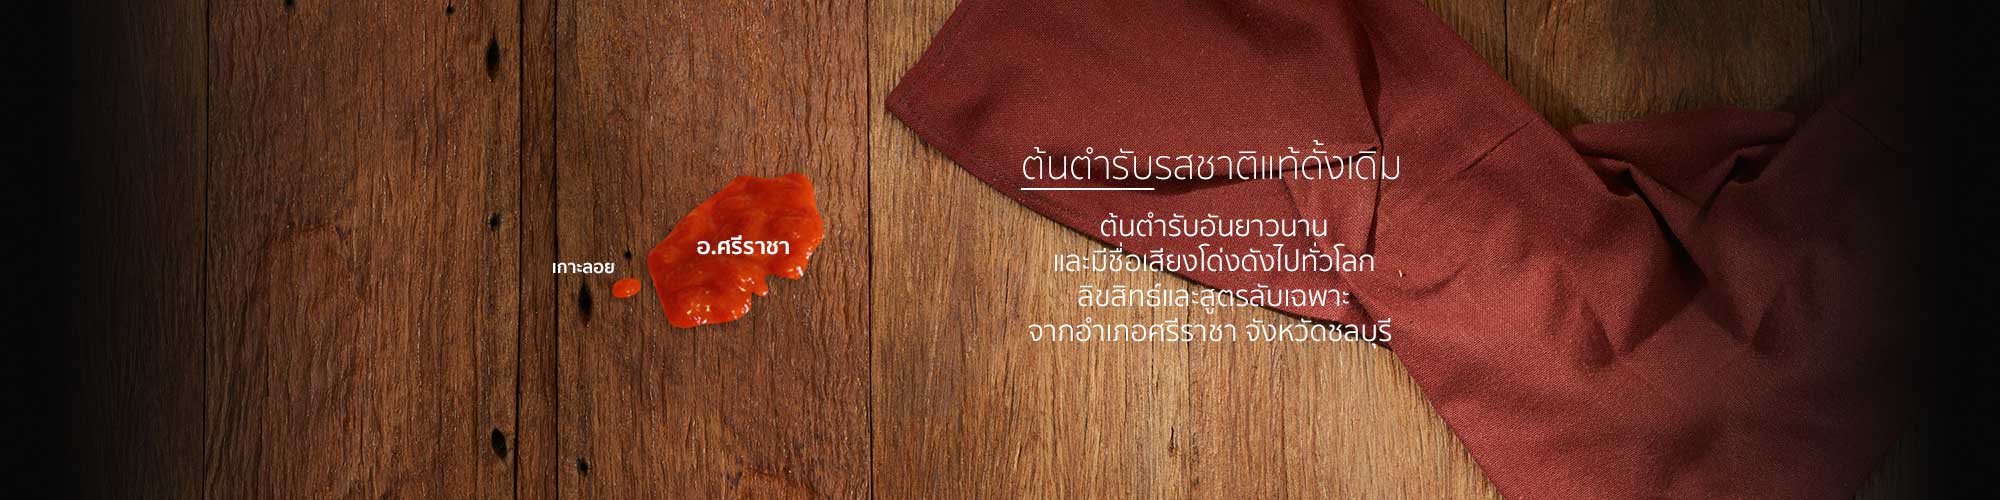 ต้นตำรับรสชาติแท้ดั้งเดิม
อ.ศรีราชา
เกาะลอย
ต้นตำรับอันยาวนาน
และมีชื่อเสียงโด่งดังไปทั่วโลก
ลิขสิทธ์และสูตรลับเฉพาะ
จากอำเภอศรีราชา จังหวัดชลบุรี